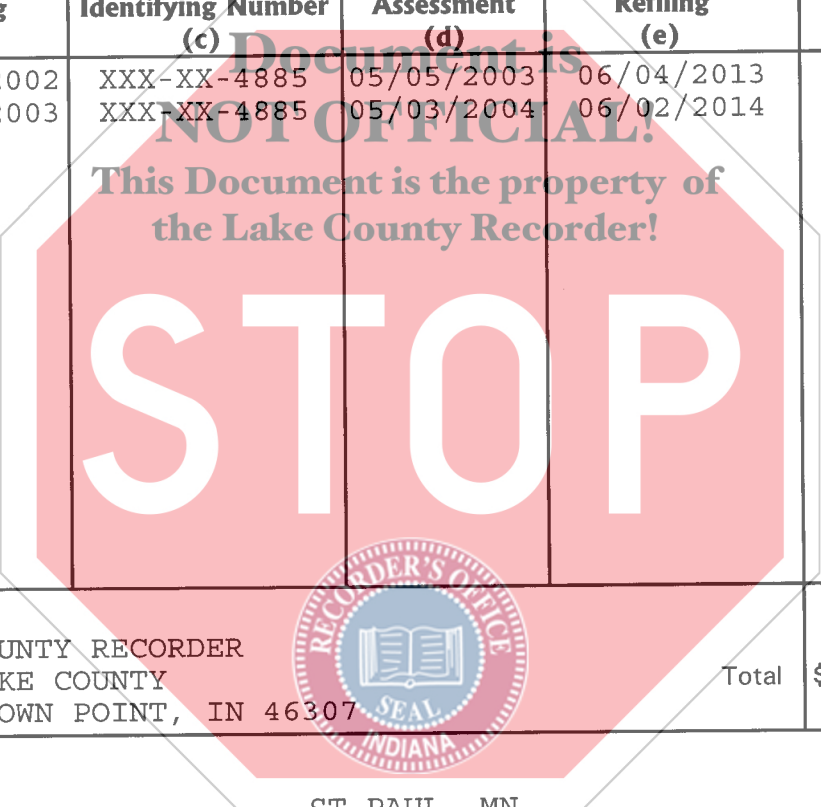 g Identifying Number Assessment Refiling
(c) (d) (e)
Document is
002 XXX-XX-4885 05/05/2003 06/04/2013
003 XXX-XX-4885 05/03/2004 06/02/2014
NOT OFFICIAL!
This Document is the property of
the Lake County Recorder!
STOP
RECORDER'S OFFICE
SEAL
INDIANA
UNTY RECORDER
KE COUNTY Total $
OWN POINT, IN 46307
ST. PAUL, MN